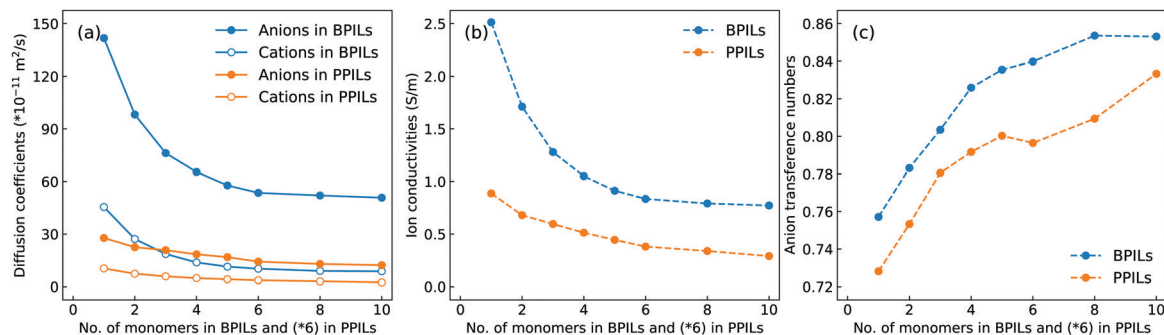 (a)
Anions in BPILs
Cations in BPILs
Anions in PPILs
Cations in PPILs
Diffusion coefficients (*10⁻¹¹ m²/s)
150
120
90
60
30
0
0 2 4 6 8 10
No. of monomers in BPILs and (*6) in PPILs
(b)
BPILs
PPILs
Ion conductivities (S/m)
2.5
2.0
1.5
1.0
0.5
0.0
0 2 4 6 8 10
No. of monomers in BPILs and (*6) in PPILs
(c)
BPILs
PPILs
Anion transference numbers
0.86
0.84
0.82
0.80
0.78
0.76
0.74
0.72
0 2 4 6 8 10
No. of monomers in BPILs and (*6) in PPILs